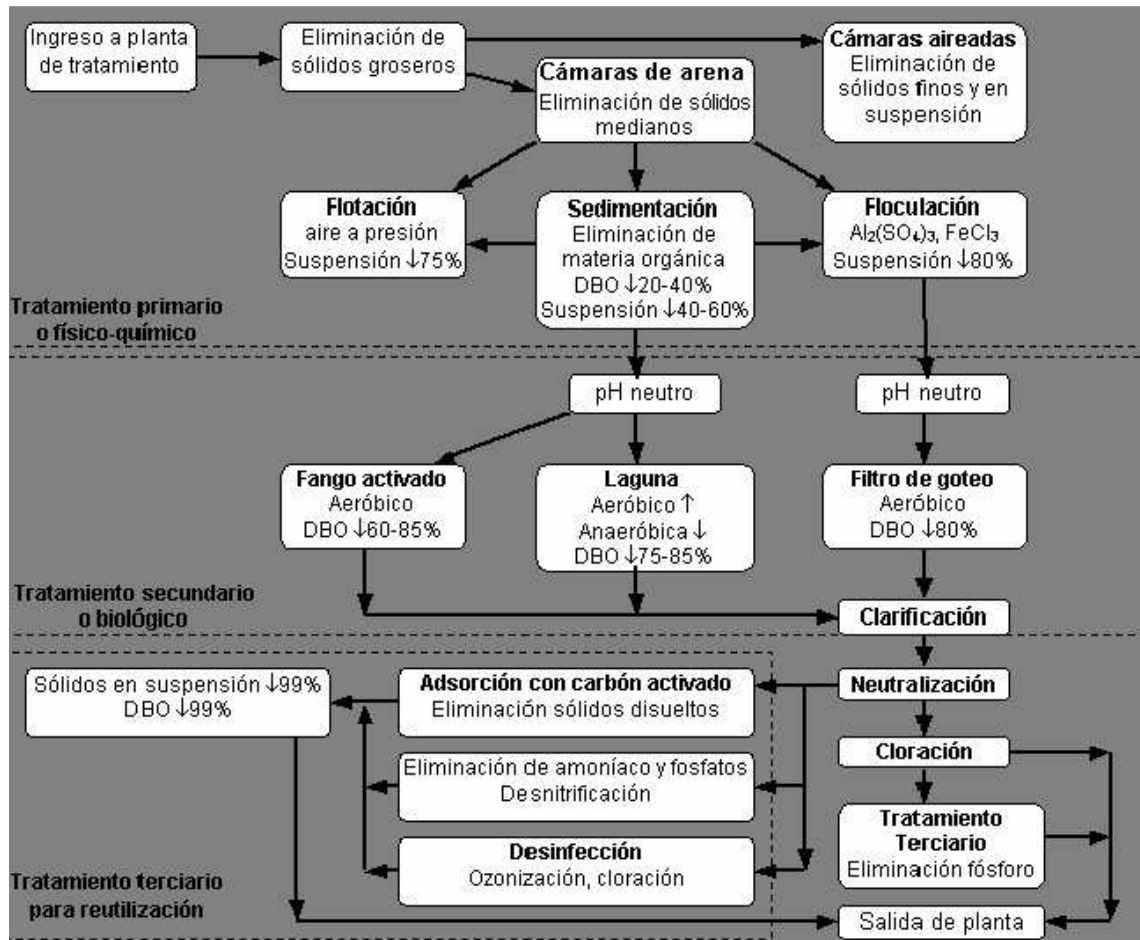 Ingreso a planta
de tratamiento
Eliminación de
sólidos groseros
Cámaras aireadas
Eliminación de
sólidos finos y en
suspensión
Cámaras de arena
Eliminación de sólidos
medianos
Flotación
aire a presión
Suspensión ↓75%
Sedimentación
Eliminación de
materia orgánica
DBO ↓20-40%
Suspensión ↓40-60%
Floculación
Al₂(SO₄)₃, FeCl₃
Suspensión ↓80%
Tratamiento primario
o físico-químico
pH neutro
pH neutro
Fango activado
Aeróbico
DBO ↓60-85%
Laguna
Aeróbico ↑
Anaeróbica ↓
DBO ↓75-85%
Filtro de goteo
Aeróbico
DBO ↓80%
Tratamiento secundario
o biológico
Clarificación
Sólidos en suspensión ↓99%
DBO ↓99%
Adsorción con carbón activado
Eliminación sólidos disueltos
Neutralización
Cloración
Eliminación de amoníaco y fosfatos
Desnitrificación
Tratamiento
Terciario
Eliminación fósforo
Desinfección
Ozonización, cloración
Tratamiento terciario
para reutilización
Salida de planta